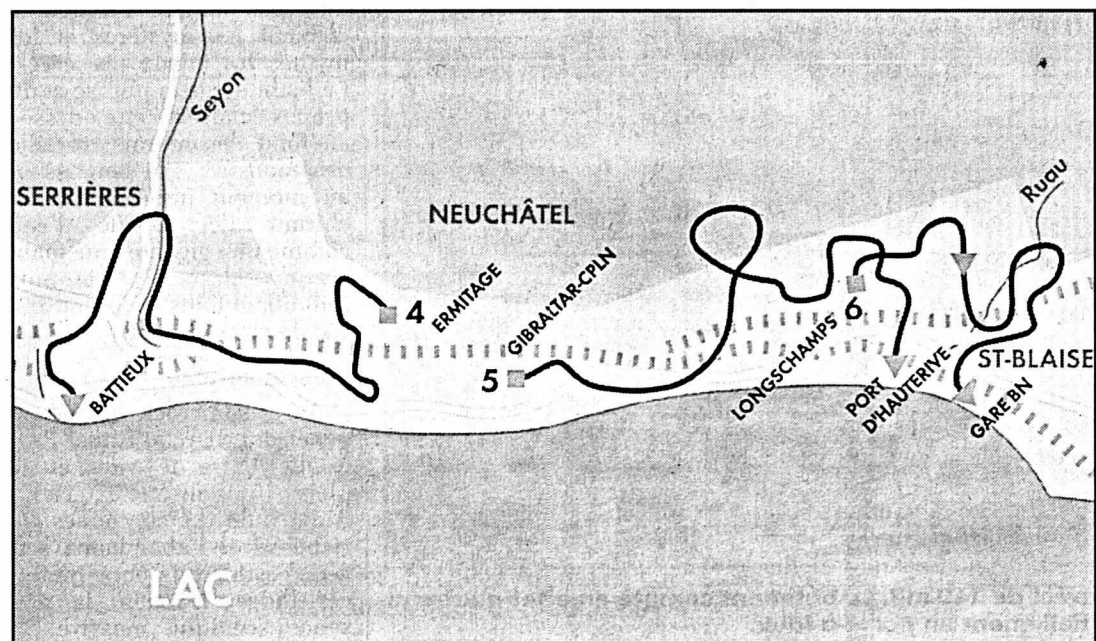 Seyon
SERRIÈRES
NEUCHÂTEL
Ruau
4
ERMITAGE
GIBRALTAR-CPLN
5
LONGSCHAMPS
6
PORT
D'HAUTERIVE
ST-BLAISE
GARE BN
BATTIEUX
LAC